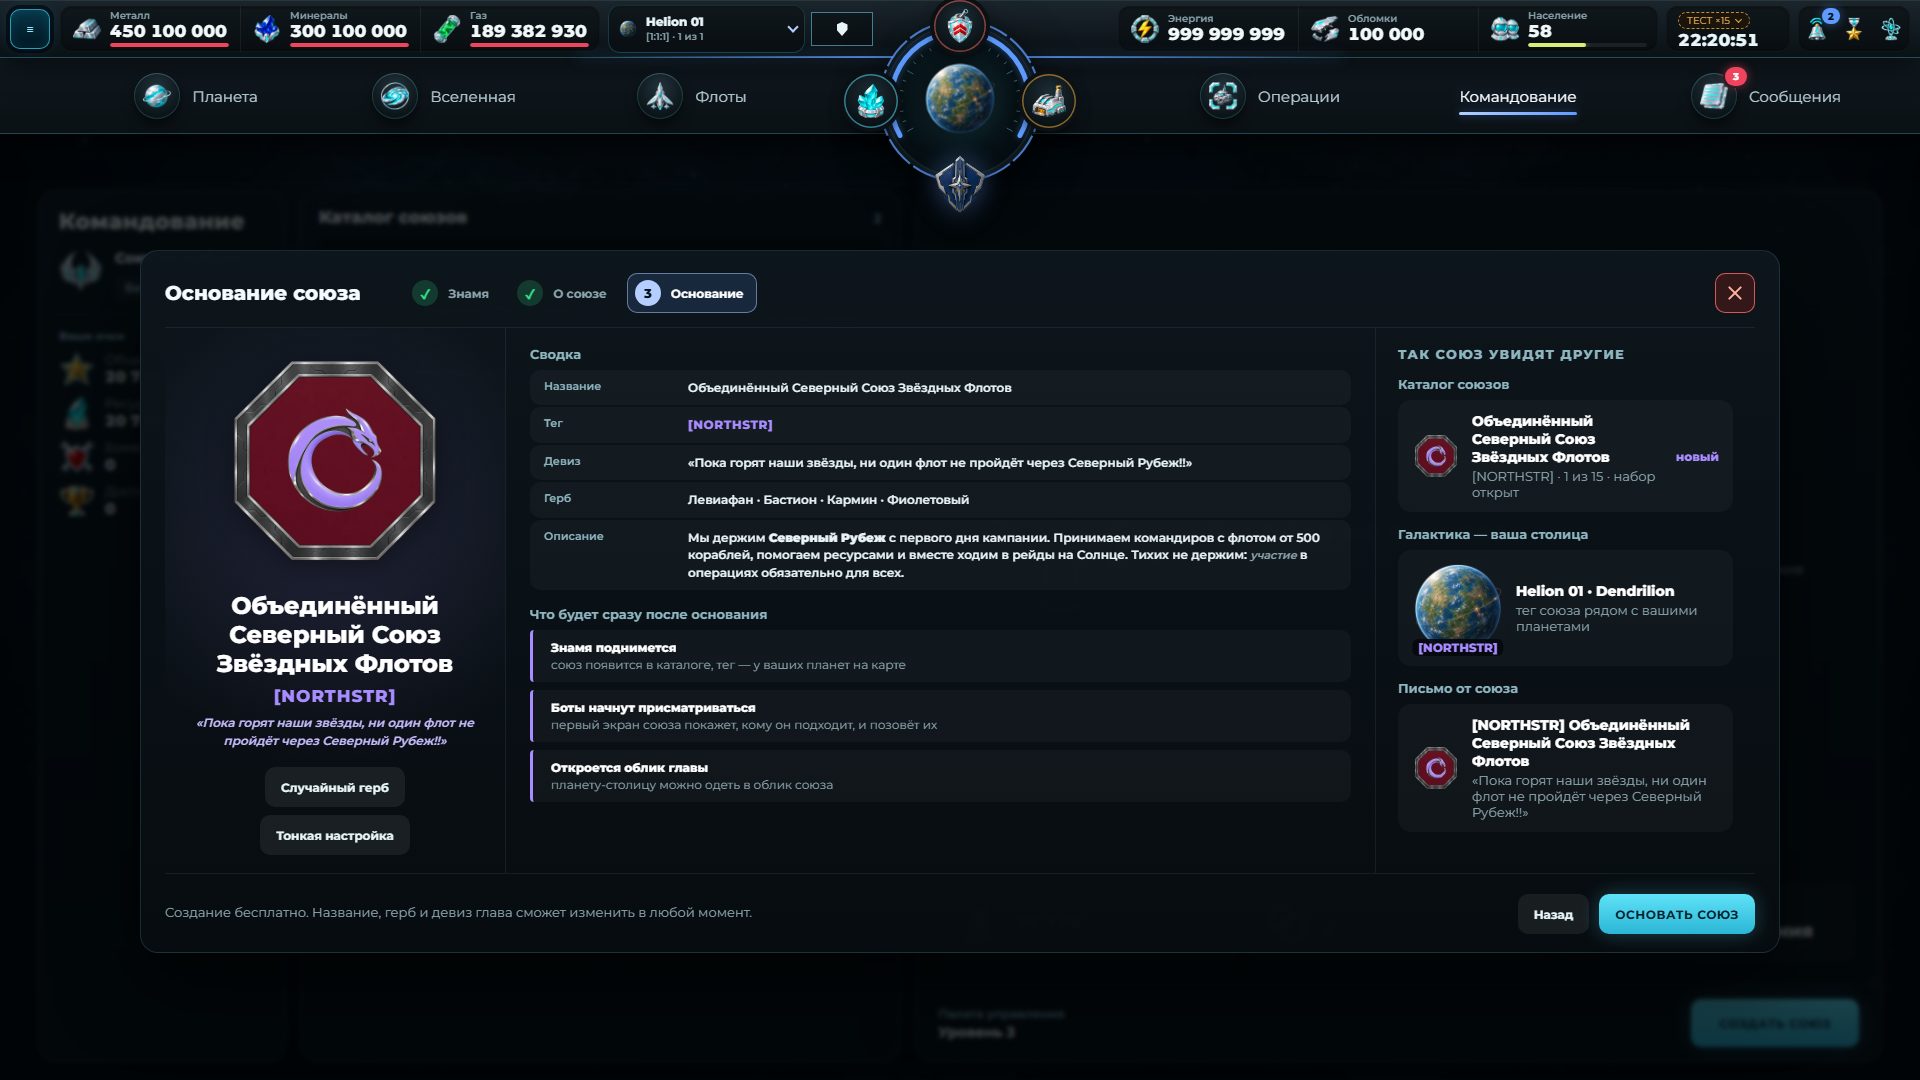 Металл
450 100 000
Минералы
300 100 000
Газ
189 382 930
Helion 01
[1:1:1] · 1 из 1
Энергия
999 999 999
Обломки
100 000
Население
58
ТЕСТ ×15
22:20:51
2
Планета
Вселенная
Флоты
Операции
Командование
3
Сообщения
Командование
Каталог союзов
Основание союза
Знамя
О союзе
3
Основание
Объединённый
Северный Союз
Звёздных Флотов
[NORTHSTR]
«Пока горят наши звёзды, ни один флот не
пройдёт через Северный Рубеж!!»
Случайный герб
Тонкая настройка
Сводка
Название
Объединённый Северный Союз Звёздных Флотов
Тег
[NORTHSTR]
Девиз
«Пока горят наши звёзды, ни один флот не пройдёт через Северный Рубеж!!»
Герб
Левиафан · Бастион · Кармин · Фиолетовый
Описание
Мы держим Северный Рубеж с первого дня кампании. Принимаем командиров с флотом от 500
кораблей, помогаем ресурсами и вместе ходим в рейды на Солнце. Тихих не держим: участие в
операциях обязательно для всех.
Что будет сразу после основания
Знамя поднимется
союз появится в каталоге, тег — у ваших планет на карте
Боты начнут присматриваться
первый экран союза покажет, кому он подходит, и позовёт их
Откроется облик главы
планету-столицу можно одеть в облик союза
ТАК СОЮЗ УВИДЯТ ДРУГИЕ
Каталог союзов
Объединённый
Северный Союз
Звёздных Флотов
новый
[NORTHSTR] · 1 из 15 · набор
открыт
Галактика — ваша столица
Helion 01 · Dendrilion
тег союза рядом с вашими
планетами
[NORTHSTR]
Письмо от союза
[NORTHSTR] Объединённый
Северный Союз Звёздных
Флотов
«Пока горят наши звёзды, ни один
флот не пройдёт через Северный
Рубеж!!»
Создание бесплатно. Название, герб и девиз глава сможет изменить в любой момент.
Назад
ОСНОВАТЬ СОЮЗ
Палата управления
Уровень 3
СОЗДАТЬ СОЮЗ